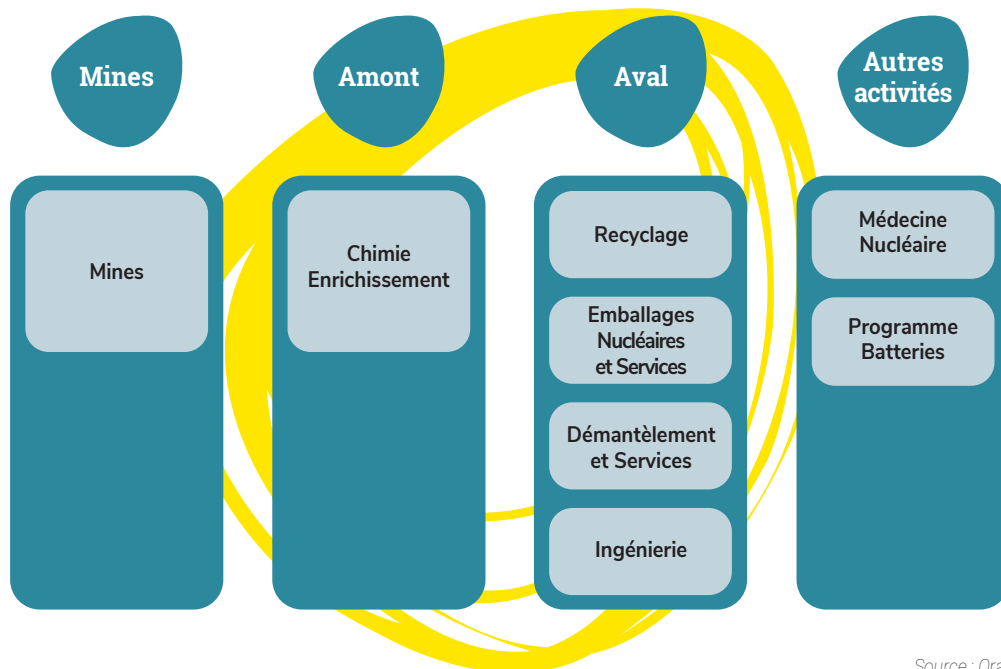 Mines
Amont
Aval
Autres
activités
Mines
Chimie
Enrichissement
Recyclage
Emballages
Nucléaires
et Services
Démantèlement
et Services
Ingénierie
Médecine
Nucléaire
Programme
Batteries
Source :